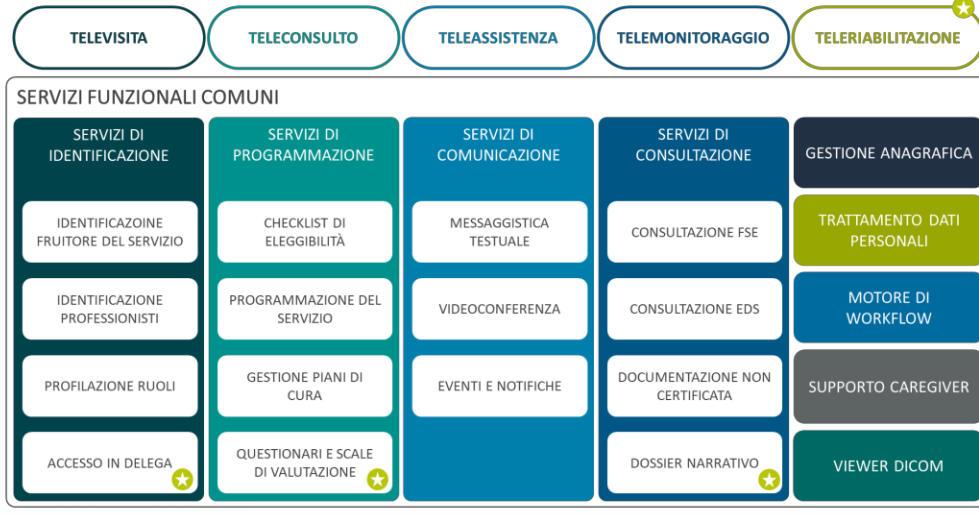 TELEVISITA
TELECONSULTO
TELEASSISTENZA
TELEMONITORAGGIO
TELERIABILITAZIONE
SERVIZI FUNZIONALI COMUNI
SERVIZI DI
IDENTIFICAZIONE
IDENTIFICAZOINE
FRUITORE DEL SERVIZIO
IDENTIFICAZIONE
PROFESSIONISTI
PROFILAZIONE RUOLI
ACCESSO IN DELEGA
SERVIZI DI
PROGRAMMAZIONE
CHECKLIST DI
ELEGGIBILITÀ
PROGRAMMAZIONE DEL
SERVIZIO
GESTIONE PIANI DI
CURA
QUESTIONARI E SCALE
DI VALUTAZIONE
SERVIZI DI
COMUNICAZIONE
MESSAGGISTICA
TESTUALE
VIDEOCONFERENZA
EVENTI E NOTIFICHE
SERVIZI DI
CONSULTAZIONE
CONSULTAZIONE FSE
CONSULTAZIONE EDS
DOCUMENTAZIONE NON
CERTIFICATA
DOSSIER NARRATIVO
GESTIONE ANAGRAFICA
TRATTAMENTO DATI
PERSONALI
MOTORE DI
WORKFLOW
SUPPORTO CAREGIVER
VIEWER DICOM